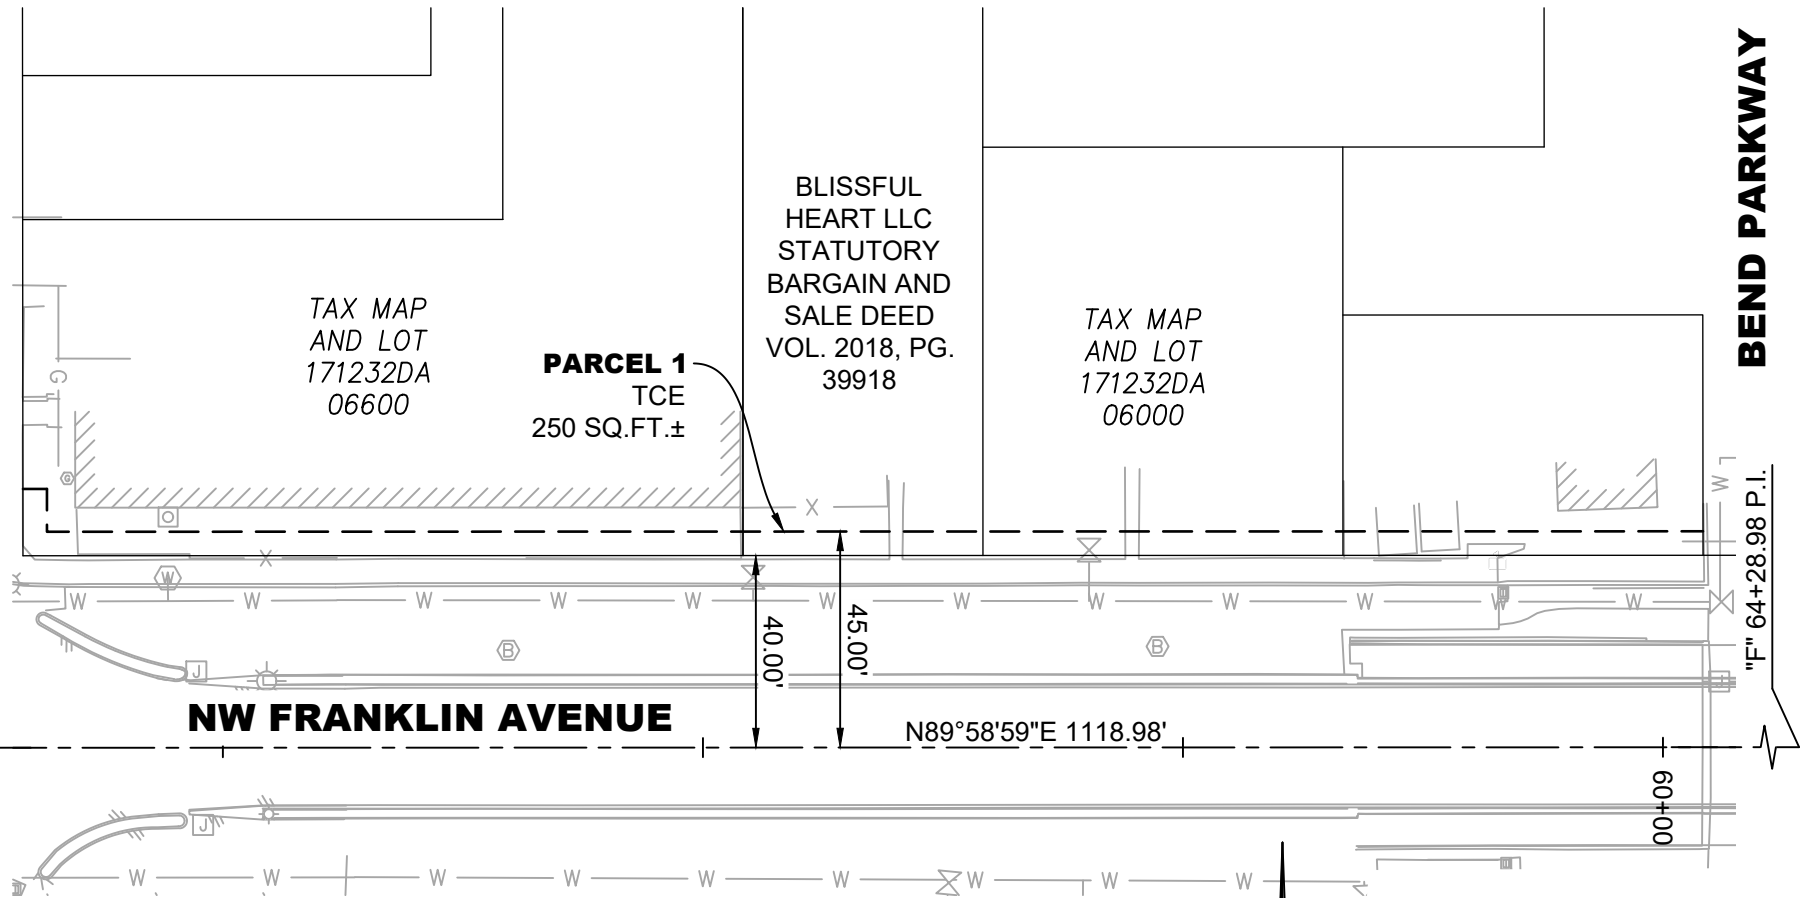 BEND PARKWAY
BLISSFUL
HEART LLC
STATUTORY
BARGAIN AND
SALE DEED
VOL. 2018, PG.
39918
TAX MAP
AND LOT
171232DA
06600
PARCEL 1
TCE
250 SQ.FT.±
TAX MAP
AND LOT
171232DA
06000
G
G
X
X
W
W
"F" 64+28.98 P.I.
W W W W W W W W W W W W
B
B
J
40.00'
45.00'
NW FRANKLIN AVENUE
N89°58'59"E 1118.98'
60+00
J
W W W W W W W W W